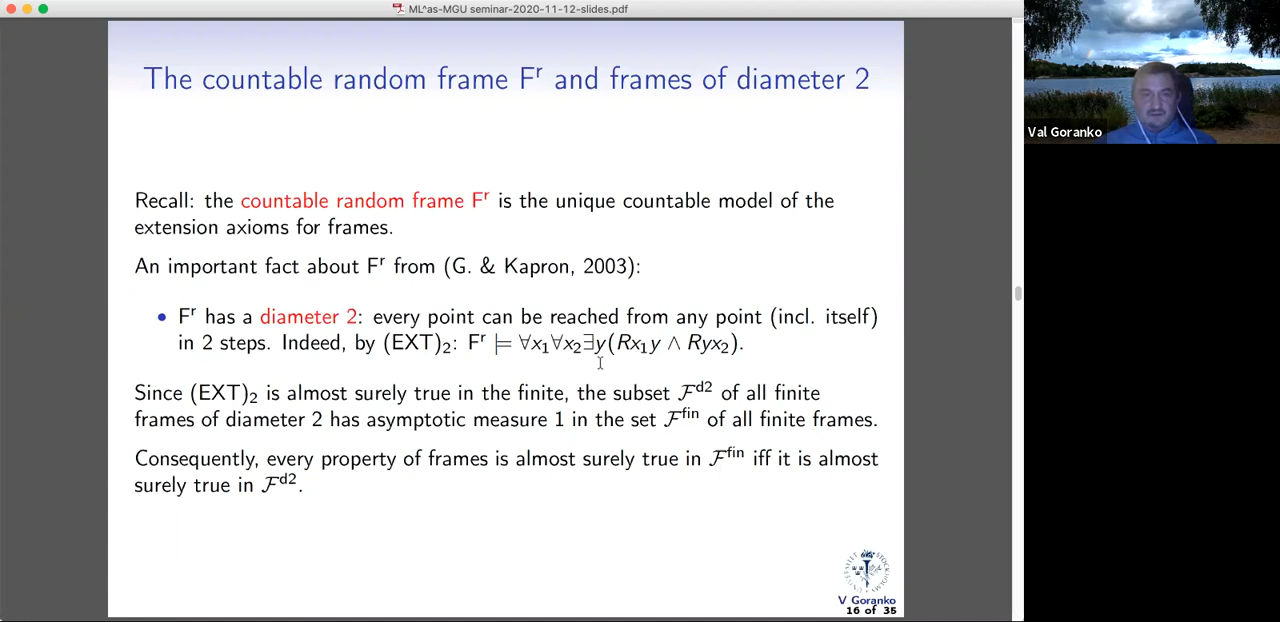 ML^as-MGU seminar-2020-11-12-slides.pdf
The countable random frame Fʳ and frames of diameter 2
Val Goranko
Recall: the countable random frame Fʳ is the unique countable model of the
extension axioms for frames.
An important fact about Fʳ from (G. & Kapron, 2003):
• Fʳ has a diameter 2: every point can be reached from any point (incl. itself)
in 2 steps. Indeed, by (EXT)₂: Fʳ ⊨ ∀x₁∀x₂∃y(Rx₁y ∧ Ryx₂).
Since (EXT)₂ is almost surely true in the finite, the subset ℱᵈ² of all finite
frames of diameter 2 has asymptotic measure 1 in the set ℱᶠⁱⁿ of all finite frames.
Consequently, every property of frames is almost surely true in ℱᶠⁱⁿ iff it is almost
surely true in ℱᵈ².
V Goranko
16 of 35